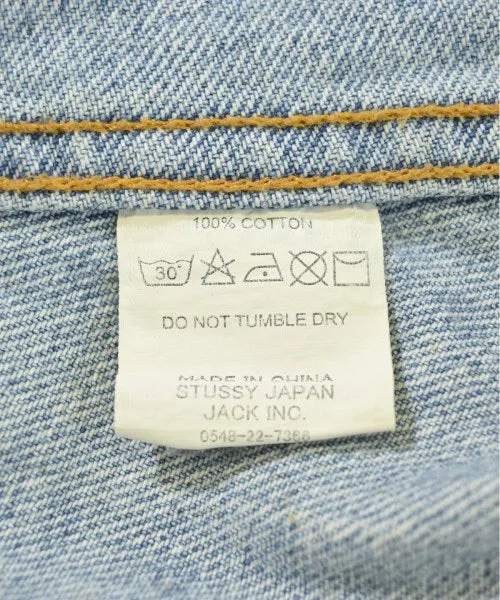 100% COTTON
30°
DO NOT TUMBLE DRY
MADE IN CHINA
STUSSY JAPAN
JACK INC.
0548-22-7366